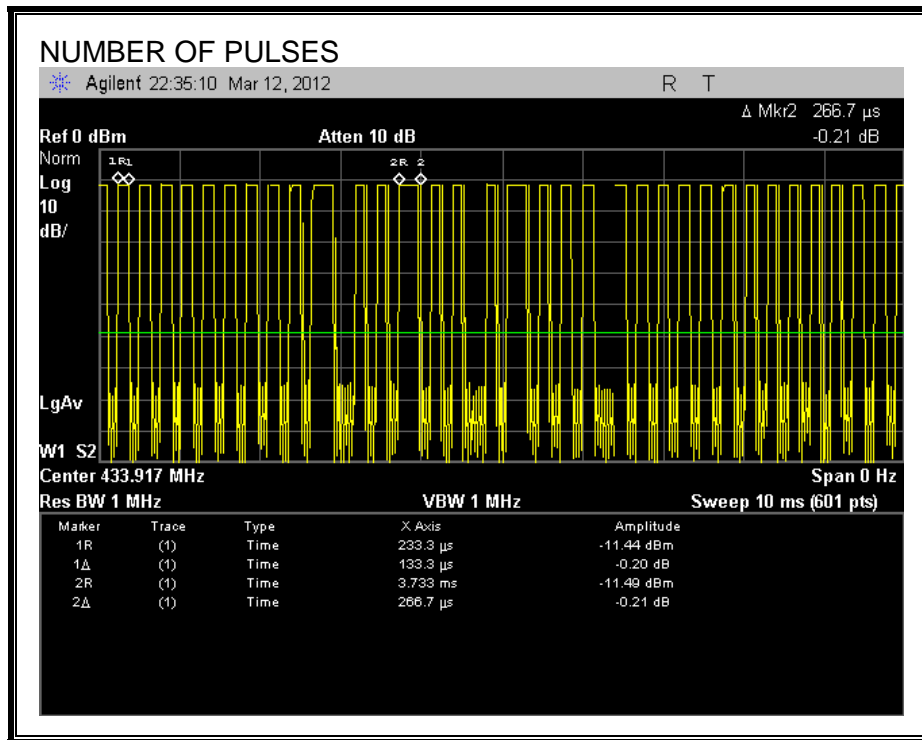 NUMBER OF PULSES
Agilent 22:35:10 Mar 12, 2012 R T
Δ Mkr2 266.7 µs
Ref 0 dBm Atten 10 dB -0.21 dB
Norm
Log
10
dB/
1R1 2R 2
LgAv
W1 S2
Center 433.917 MHz Span 0 Hz
Res BW 1 MHz VBW 1 MHz Sweep 10 ms (601 pts)
Marker Trace Type X Axis Amplitude
1R (1) Time 233.3 µs -11.44 dBm
1Δ (1) Time 133.3 µs -0.20 dB
2R (1) Time 3.733 ms -11.49 dBm
2Δ (1) Time 266.7 µs -0.21 dB